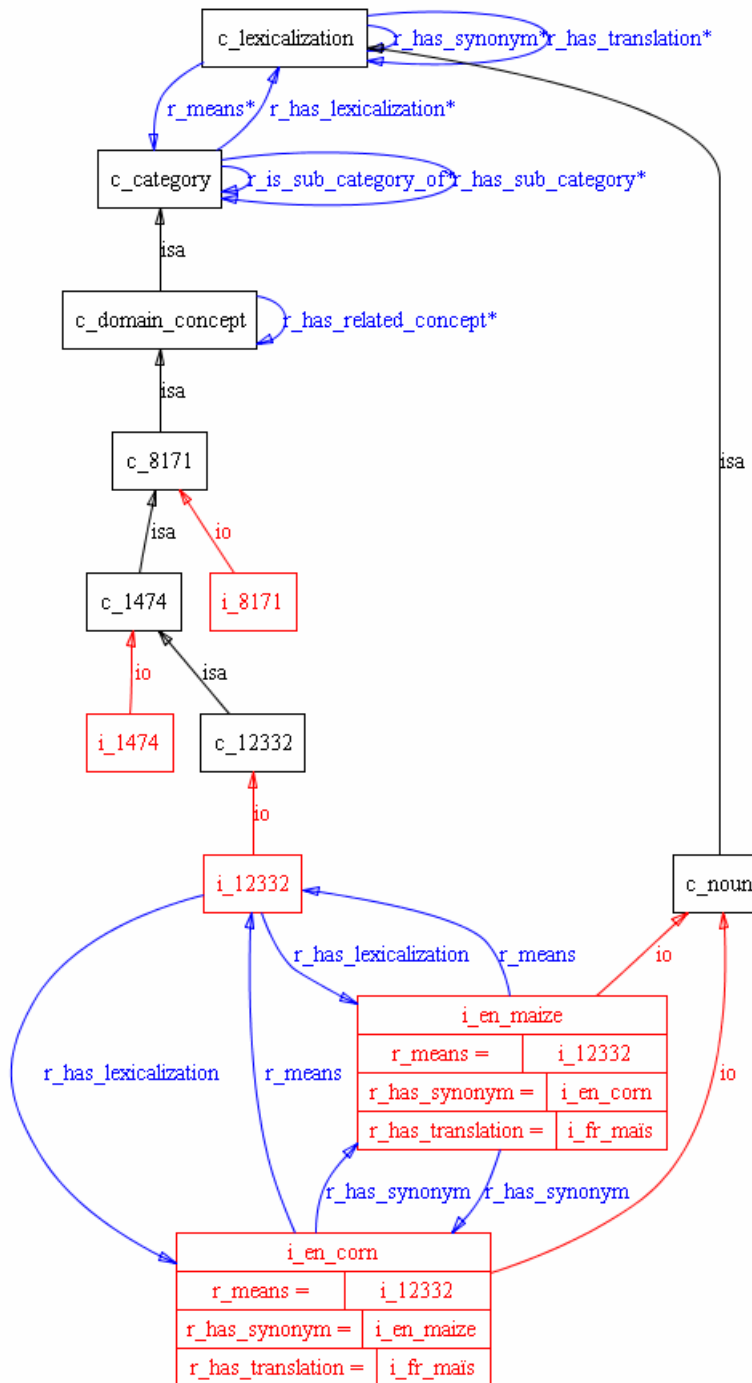 c_lexicalization
r_has_synonym*
r_has_translation*
r_means*
r_has_lexicalization*
c_category
r_is_sub_category_of*
r_has_sub_category*
isa
c_domain_concept
r_has_related_concept*
isa
c_8171
isa
isa
io
c_1474
i_8171
io
isa
i_1474
c_12332
io
i_12332
c_noun
r_has_lexicalization
r_means
io
i_en_maize
r_means = i_12332
r_has_synonym = i_en_corn
r_has_translation = i_fr_maïs
r_has_lexicalization
r_means
io
r_has_synonym
r_has_synonym
i_en_corn
r_means = i_12332
r_has_synonym = i_en_maize
r_has_translation = i_fr_maïs